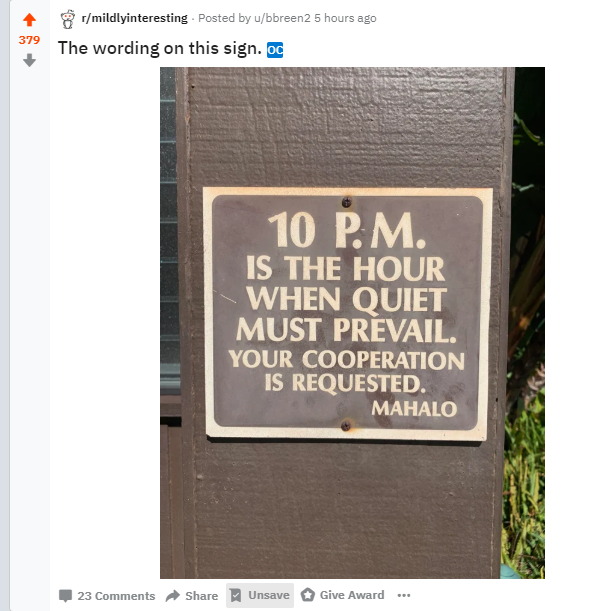 r/mildlyinteresting · Posted by u/bbreen2 5 hours ago
379
The wording on this sign. OC
10 P.M.
IS THE HOUR
WHEN QUIET
MUST PREVAIL.
YOUR COOPERATION
IS REQUESTED.
MAHALO
23 Comments Share Unsave Give Award ...